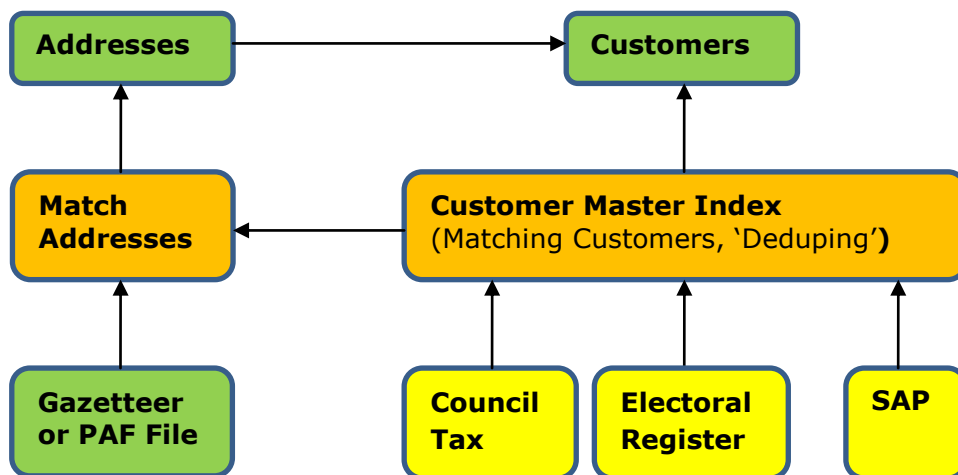 Addresses
Customers
Match
Addresses
Customer Master Index
(Matching Customers, ‘Deduping’)
Gazetteer
or PAF File
Council
Tax
Electoral
Register
SAP